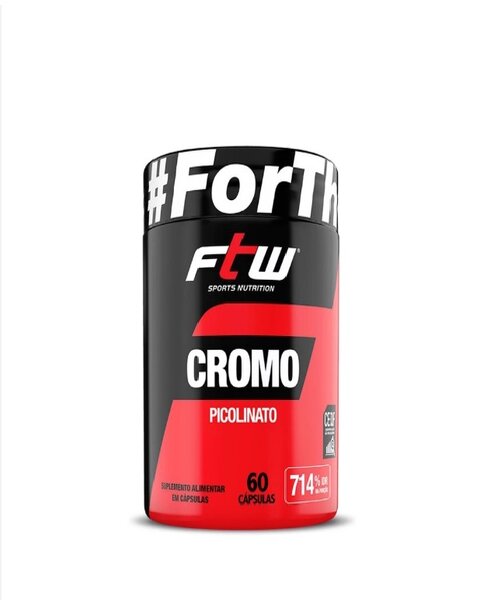 #ForTh
FTW®
SPORTS NUTRITION
CROMO
PICOLINATO
SUPLEMENTO ALIMENTAR
EM CÁPSULAS
60
CÁPSULAS
714%